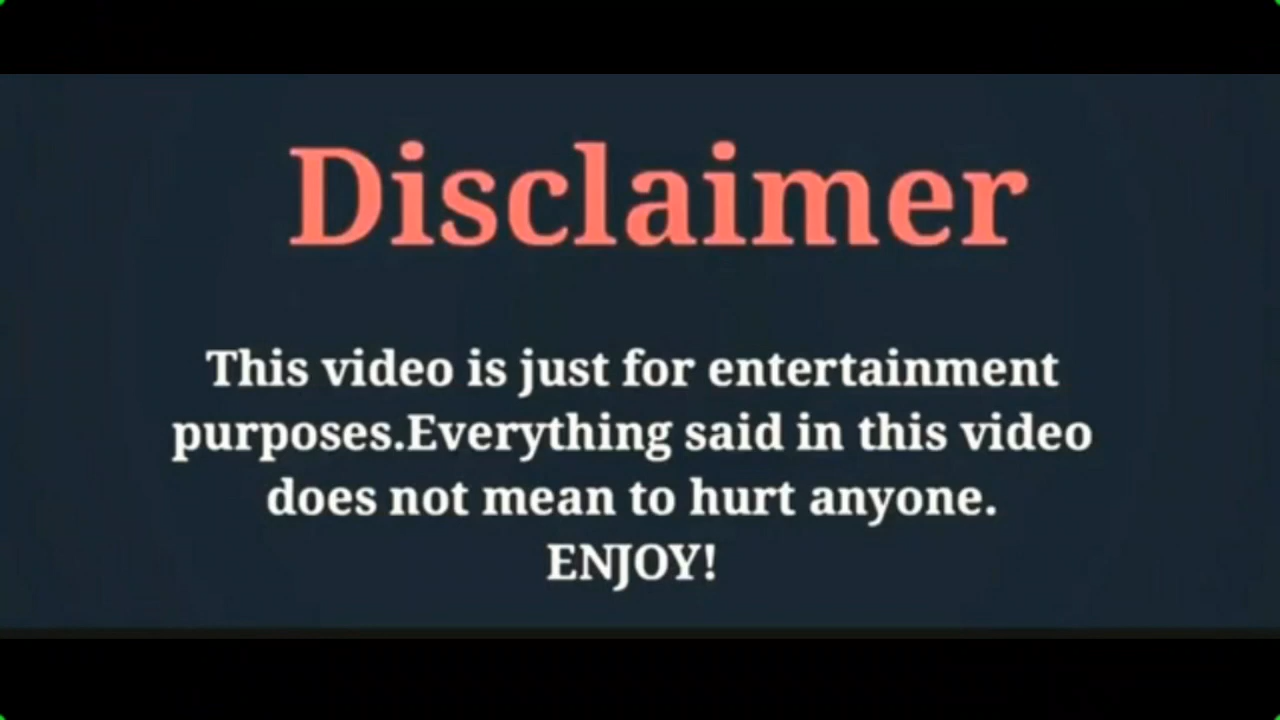 Disclaimer
This video is just for entertainment
purposes.Everything said in this video
does not mean to hurt anyone.
ENJOY!